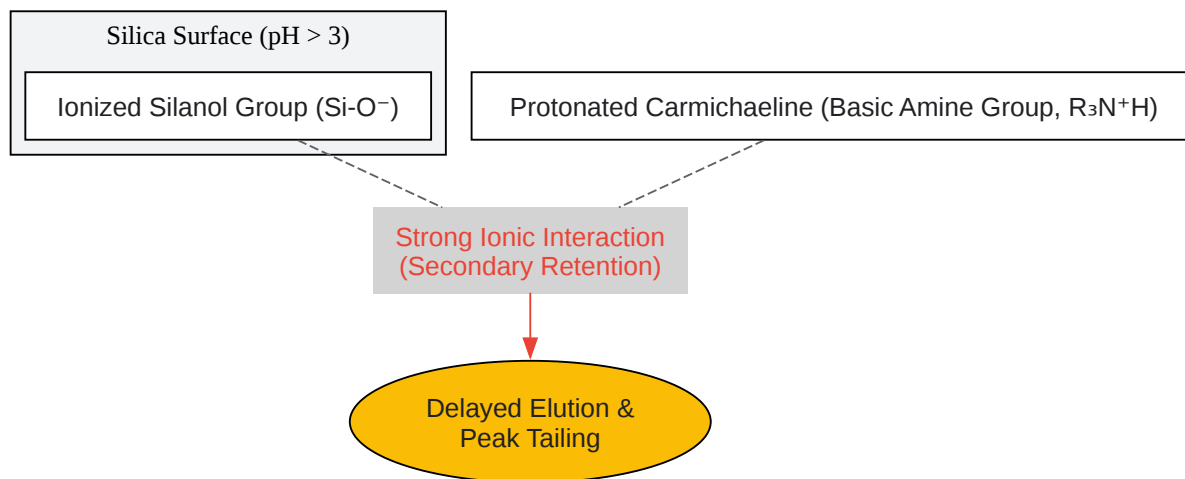 Silica Surface (pH > 3)
Ionized Silanol Group (Si-O⁻)
Protonated Carmichaeline (Basic Amine Group, R₃N⁺H)
Strong Ionic Interaction
(Secondary Retention)
Delayed Elution &
Peak Tailing